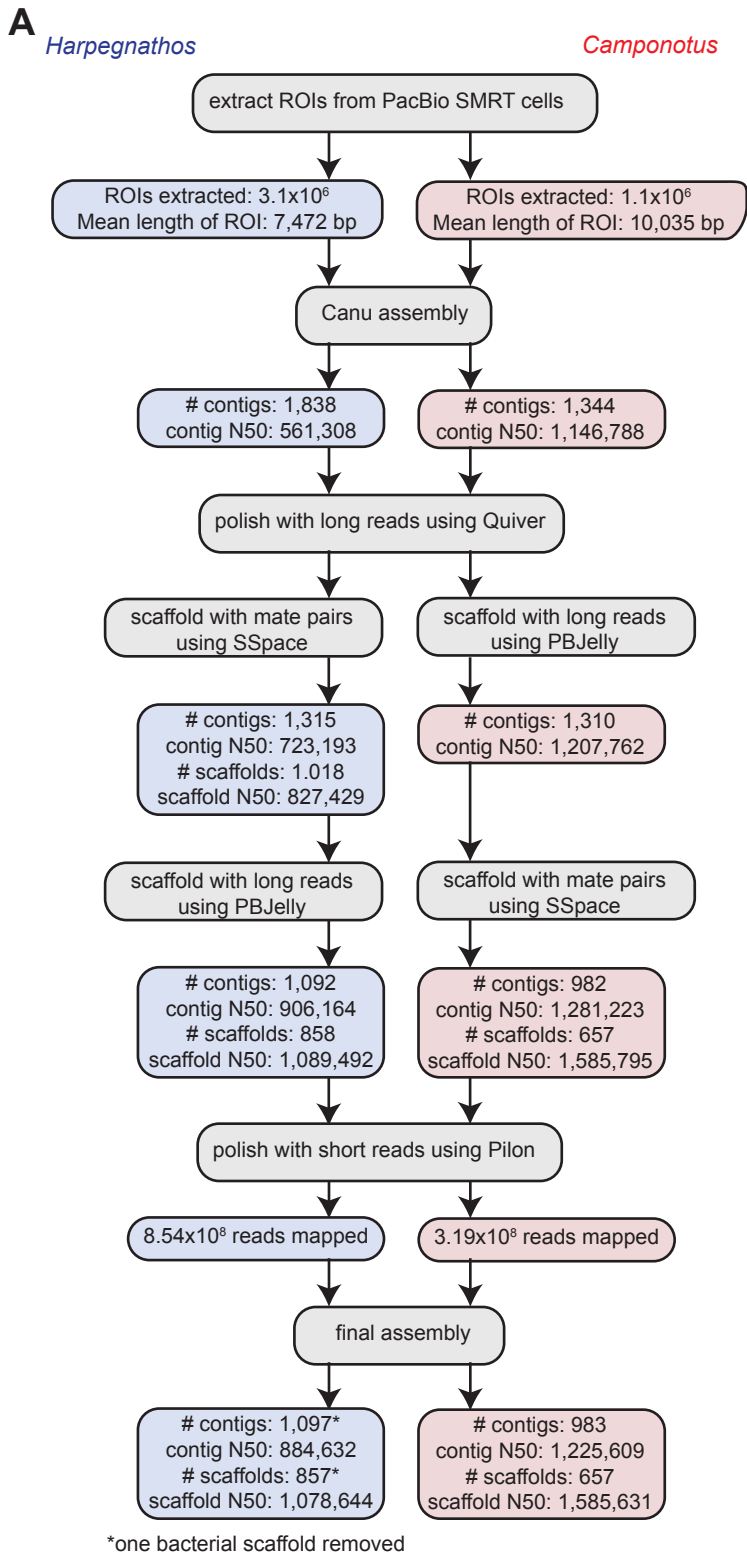 A
Harpegnathos
Camponotus
extract ROIs from PacBio SMRT cells
ROIs extracted: 3.1x10⁶
Mean length of ROI: 7,472 bp
ROIs extracted: 1.1x10⁶
Mean length of ROI: 10,035 bp
Canu assembly
# contigs: 1,838
contig N50: 561,308
# contigs: 1,344
contig N50: 1,146,788
polish with long reads using Quiver
scaffold with mate pairs
using SSpace
scaffold with long reads
using PBJelly
# contigs: 1,315
contig N50: 723,193
# scaffolds: 1.018
scaffold N50: 827,429
# contigs: 1,310
contig N50: 1,207,762
scaffold with long reads
using PBJelly
scaffold with mate pairs
using SSpace
# contigs: 1,092
contig N50: 906,164
# scaffolds: 858
scaffold N50: 1,089,492
# contigs: 982
contig N50: 1,281,223
# scaffolds: 657
scaffold N50: 1,585,795
polish with short reads using Pilon
8.54x10⁸ reads mapped
3.19x10⁸ reads mapped
final assembly
# contigs: 1,097*
contig N50: 884,632
# scaffolds: 857*
scaffold N50: 1,078,644
# contigs: 983
contig N50: 1,225,609
# scaffolds: 657
scaffold N50: 1,585,631
*one bacterial scaffold removed